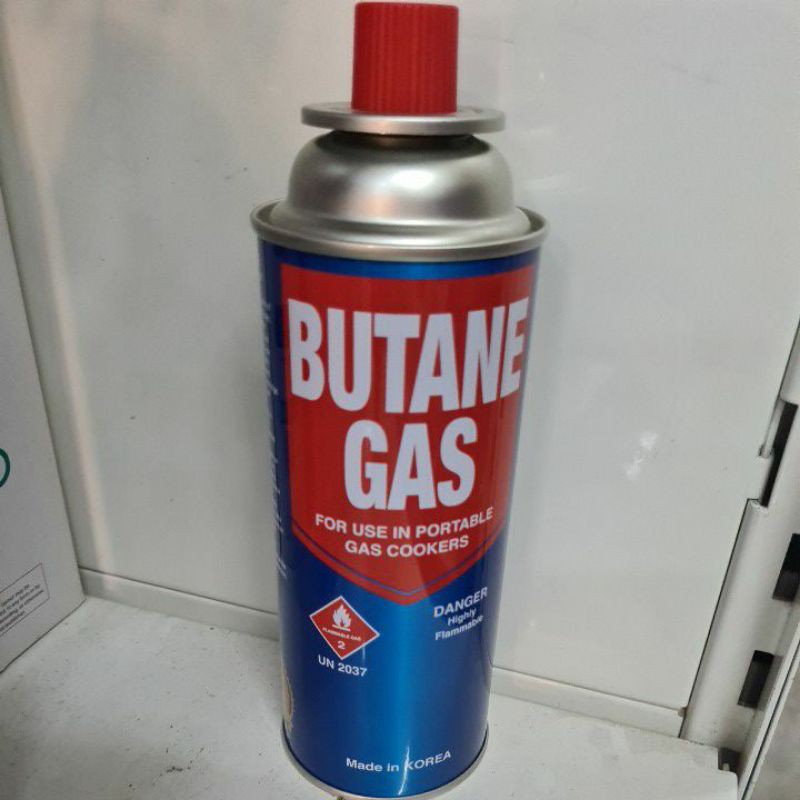 BUTANE
GAS
FOR USE IN PORTABLE
GAS COOKERS
DANGER
Highly
Flammable
FLAMMABLE GAS
2
UN 2037
Made in KOREA